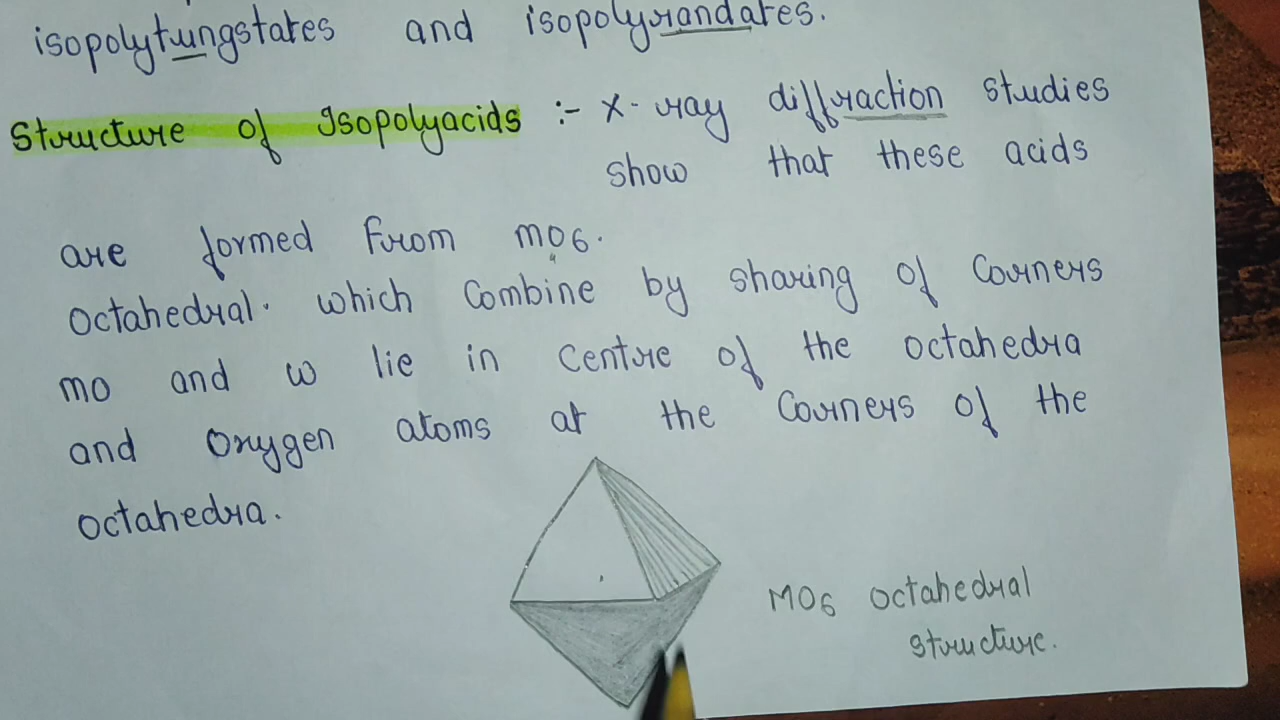 isopolytungstates and isopolyvandates.
Structure of Isopolyacids :- X-ray diffraction studies
show that these acids
are formed from mo6.
Octahedral. which combine by sharing of corners
mo and w lie in centre of the octahedra
and oxygen atoms at the corners of the
octahedra.
MO6 octahedral
structure.